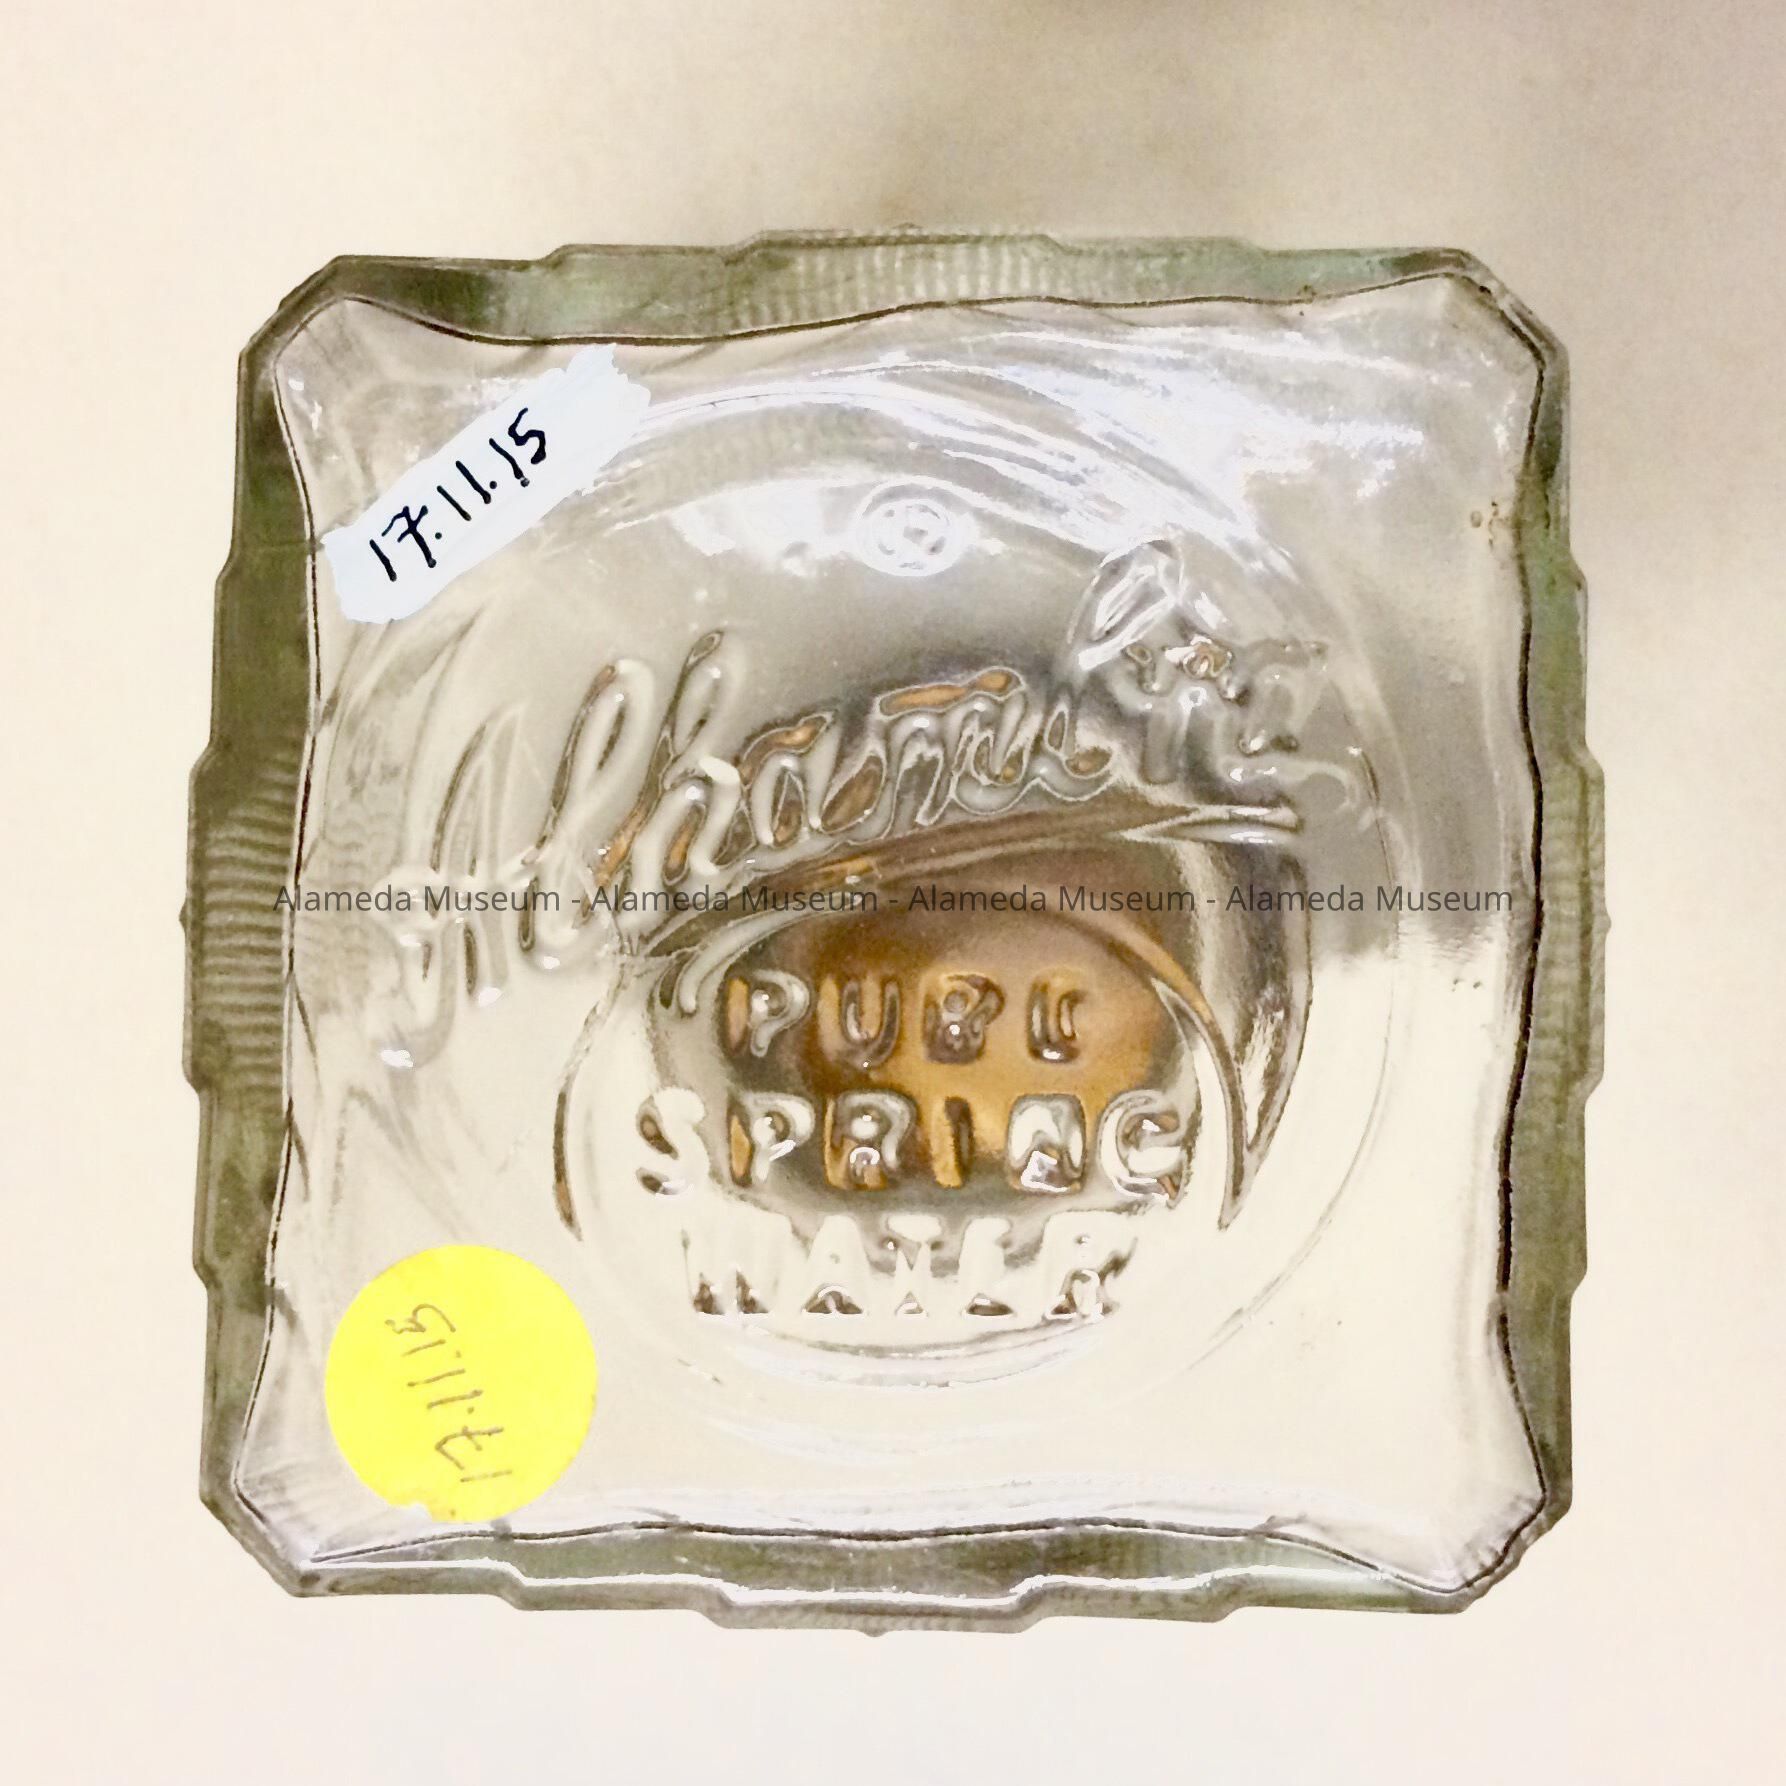 17.11.15
Alhambra
Alameda Museum - Alameda Museum - Alameda Museum - Alameda Museum
PURE
SPRING
WATER
17.11.15